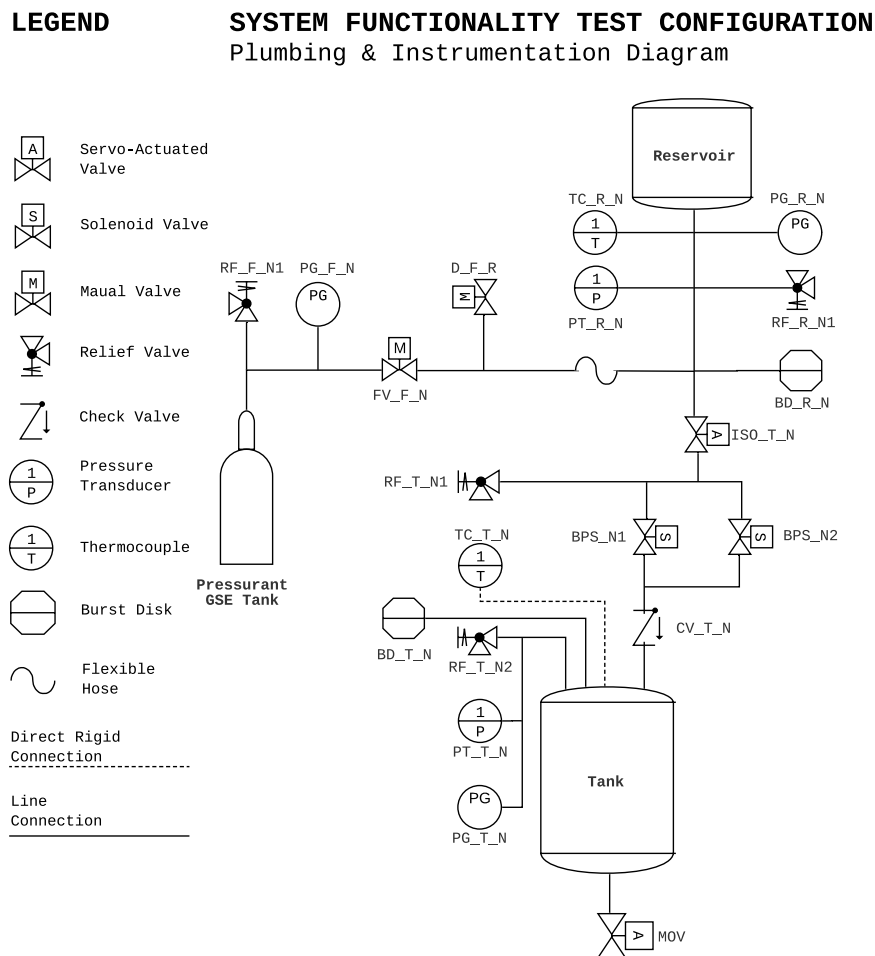 LEGEND
SYSTEM FUNCTIONALITY TEST CONFIGURATION
Plumbing & Instrumentation Diagram
A
Servo-Actuated
Valve
S
Solenoid Valve
M
Maual Valve
Relief Valve
Check Valve
1
P
Pressure
Transducer
1
T
Thermocouple
Burst Disk
Flexible
Hose
Direct Rigid
Connection
Line
Connection
Reservoir
TC_R_N
1
T
PG_R_N
PG
1
P
PT_R_N
RF_R_N1
RF_F_N1
PG_F_N
PG
D_F_R
M
M
FV_F_N
BD_R_N
A
ISO_T_N
Pressurant
GSE Tank
RF_T_N1
BPS_N1
S
S
BPS_N2
TC_T_N
1
T
BD_T_N
RF_T_N2
CV_T_N
1
P
PT_T_N
PG
PG_T_N
Tank
A
MOV